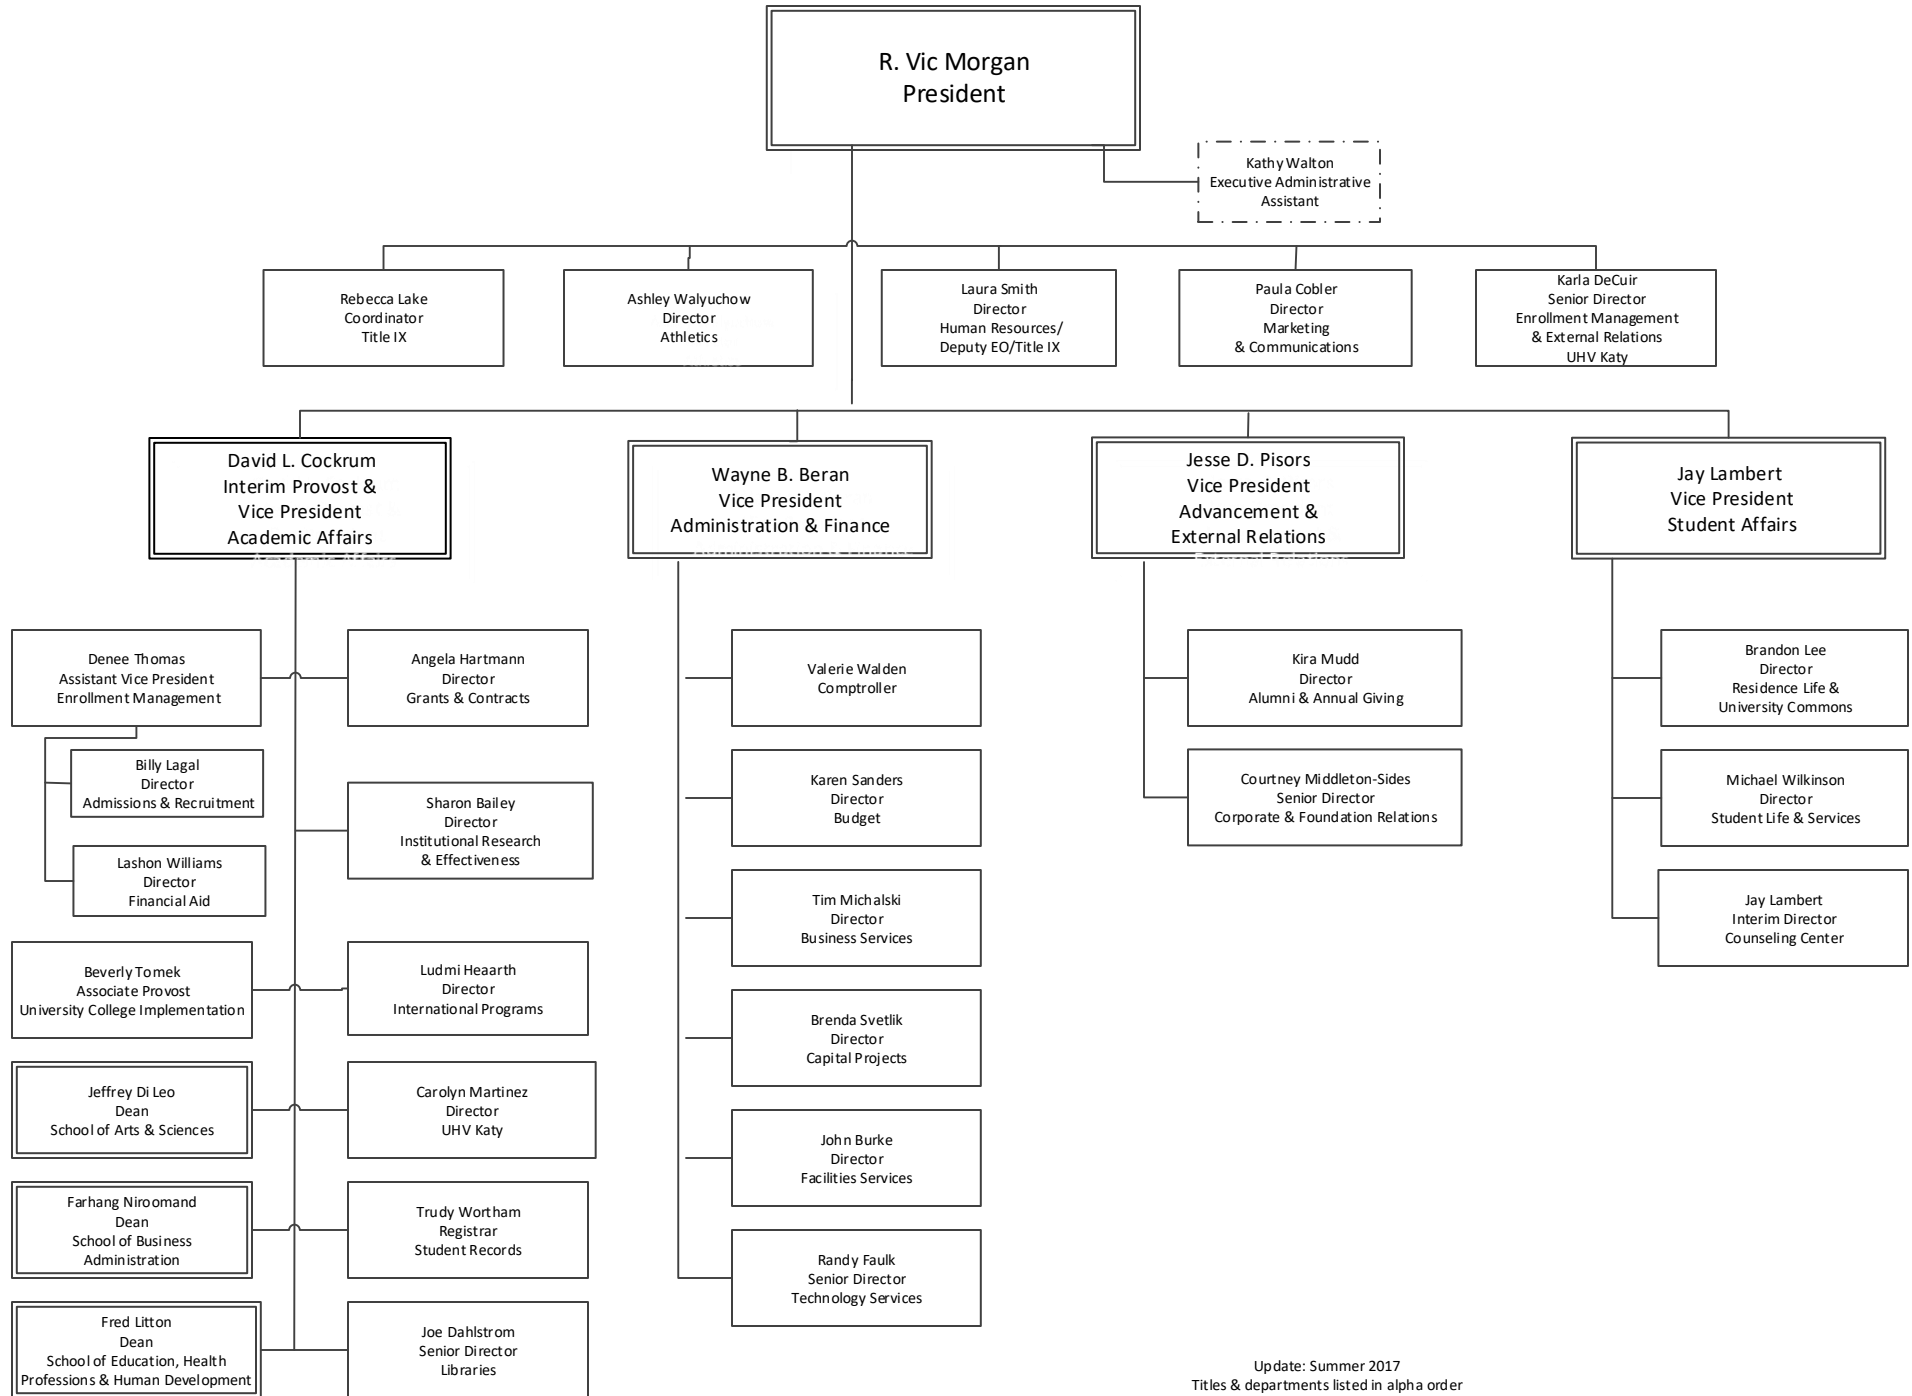 R. Vic Morgan
President
Kathy Walton
Executive Administrative
Assistant
Rebecca Lake
Coordinator
Title IX
Ashley Walyuchow
Director
Athletics
Laura Smith
Director
Human Resources/
Deputy EO/Title IX
Paula Cobler
Director
Marketing
& Communications
Karla DeCuir
Senior Director
Enrollment Management
& External Relations
UHV Katy
David L. Cockrum
Interim Provost &
Vice President
Academic Affairs
Wayne B. Beran
Vice President
Administration & Finance
Jesse D. Pisors
Vice President
Advancement &
External Relations
Jay Lambert
Vice President
Student Affairs
Denee Thomas
Assistant Vice President
Enrollment Management
Billy Lagal
Director
Admissions & Recruitment
Lashon Williams
Director
Financial Aid
Beverly Tomek
Associate Provost
University College Implementation
Jeffrey Di Leo
Dean
School of Arts & Sciences
Farhang Niroomand
Dean
School of Business
Administration
Fred Litton
Dean
School of Education, Health
Professions & Human Development
Angela Hartmann
Director
Grants & Contracts
Sharon Bailey
Director
Institutional Research
& Effectiveness
Ludmi Heaarth
Director
International Programs
Carolyn Martinez
Director
UHV Katy
Trudy Wortham
Registrar
Student Records
Joe Dahlstrom
Senior Director
Libraries
Valerie Walden
Comptroller
Karen Sanders
Director
Budget
Tim Michalski
Director
Business Services
Brenda Svetlik
Director
Capital Projects
John Burke
Director
Facilities Services
Randy Faulk
Senior Director
Technology Services
Kira Mudd
Director
Alumni & Annual Giving
Courtney Middleton-Sides
Senior Director
Corporate & Foundation Relations
Brandon Lee
Director
Residence Life &
University Commons
Michael Wilkinson
Director
Student Life & Services
Jay Lambert
Interim Director
Counseling Center
Update: Summer 2017
Titles & departments listed in alpha order